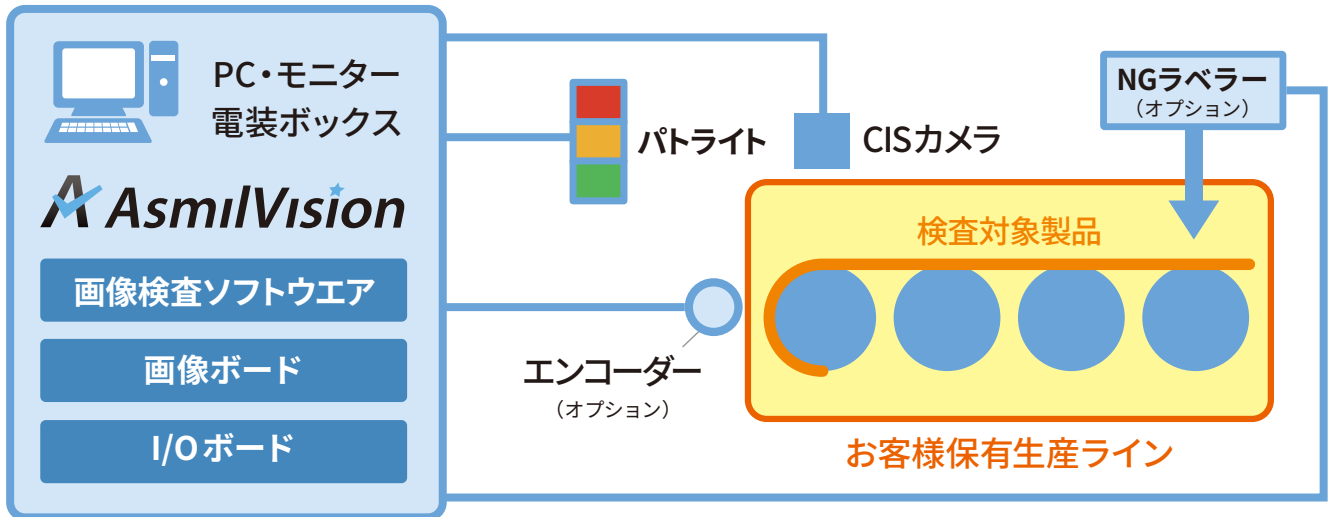 PC・モニター
電装ボックス
AsmilVision
画像検査ソフトウエア
画像ボード
I/Oボード
パトライト
CISカメラ
NGラベラー
（オプション）
検査対象製品
エンコーダー
（オプション）
お客様保有生産ライン